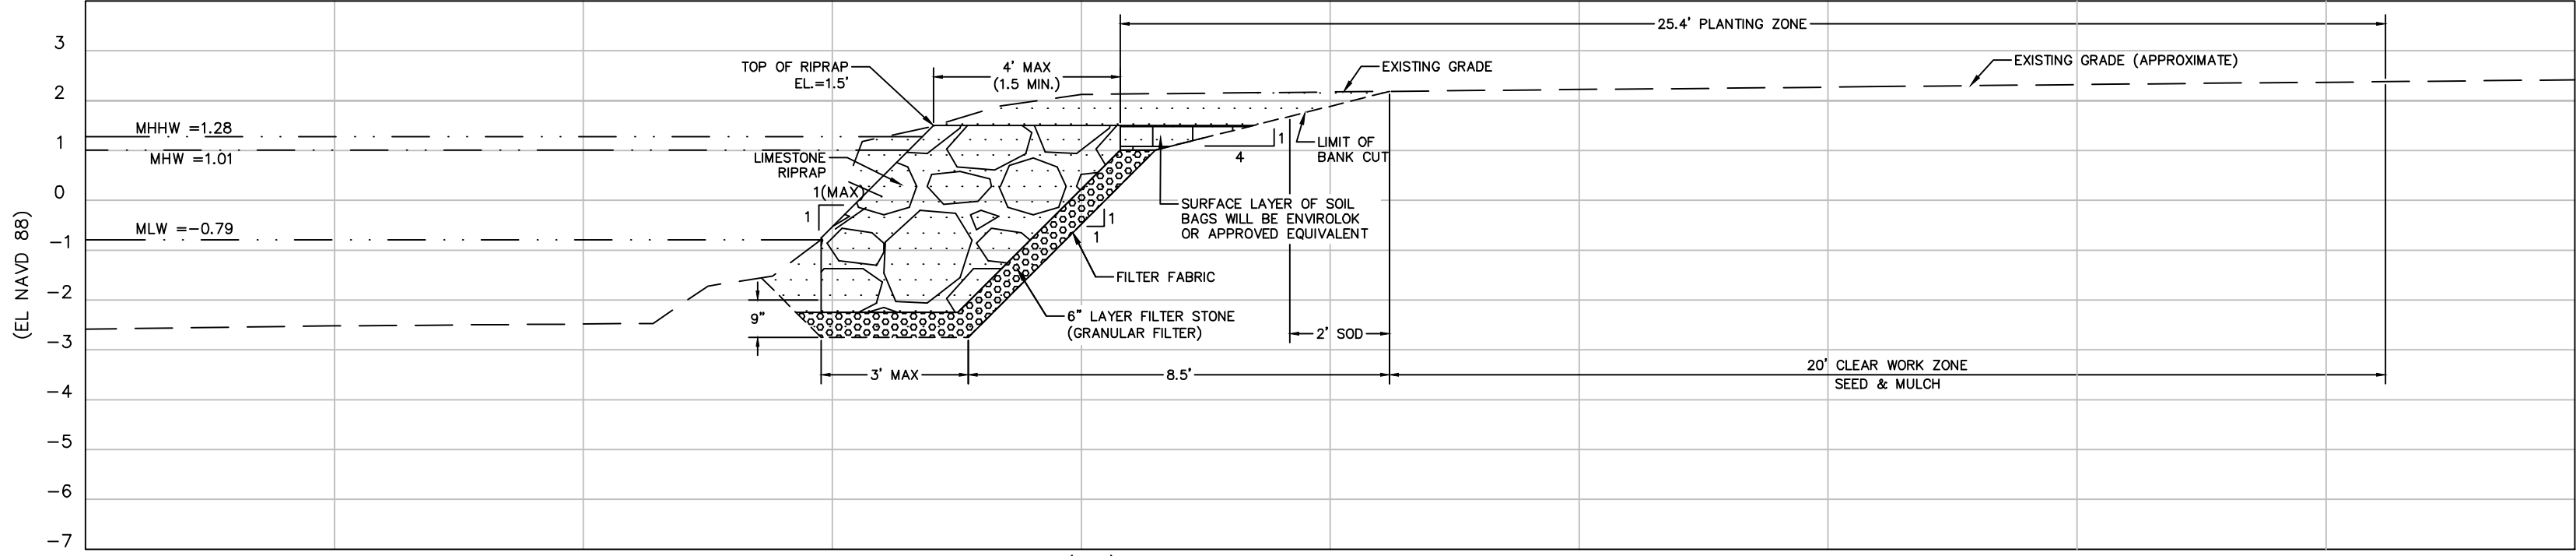 25.4' PLANTING ZONE
3
TOP OF RIPRAP
EL.=1.5'
4' MAX
(1.5 MIN.)
EXISTING GRADE
EXISTING GRADE (APPROXIMATE)
2
MHHW =1.28
1
MHW =1.01
LIMESTONE
RIPRAP
1
4
LIMIT OF
BANK CUT
0
1(MAX)
1
SURFACE LAYER OF SOIL
BAGS WILL BE ENVIROLOK
OR APPROVED EQUIVALENT
1
1
(EL NAVD 88)
MLW =-0.79
-1
FILTER FABRIC
-2
9"
6" LAYER FILTER STONE
(GRANULAR FILTER)
2' SOD
-3
3' MAX
8.5'
20' CLEAR WORK ZONE
SEED & MULCH
-4
-5
-6
-7